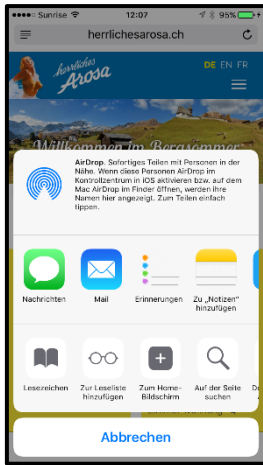 Sunrise 12:07 95%
herrlichesarosa.ch
herrliches
Arosa
DE EN FR
Willkommen im Bergsommer
AirDrop. Sofortiges Teilen mit Personen in der
Nähe. Wenn diese Personen AirDrop im
Kontrollzentrum in iOS aktivieren bzw. auf dem
Mac AirDrop im Finder öffnen, werden ihre
Namen hier angezeigt. Zum Teilen einfach
tippen.
Nachrichten
Mail
Erinnerungen
Zu „Notizen"
hinzufügen
Lesezeichen
Zur Leseliste
hinzufügen
Zum Home-
Bildschirm
Auf der Seite
suchen
Abbrechen